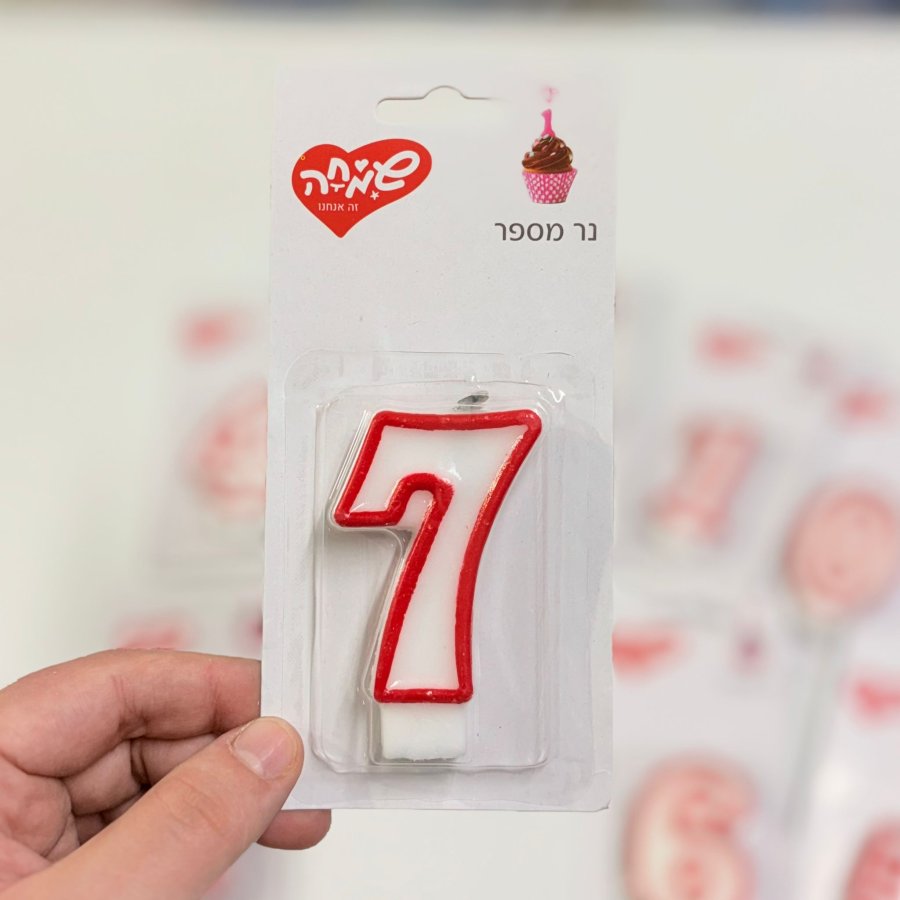 שמחה
זה אנחנו
נר מספר
7